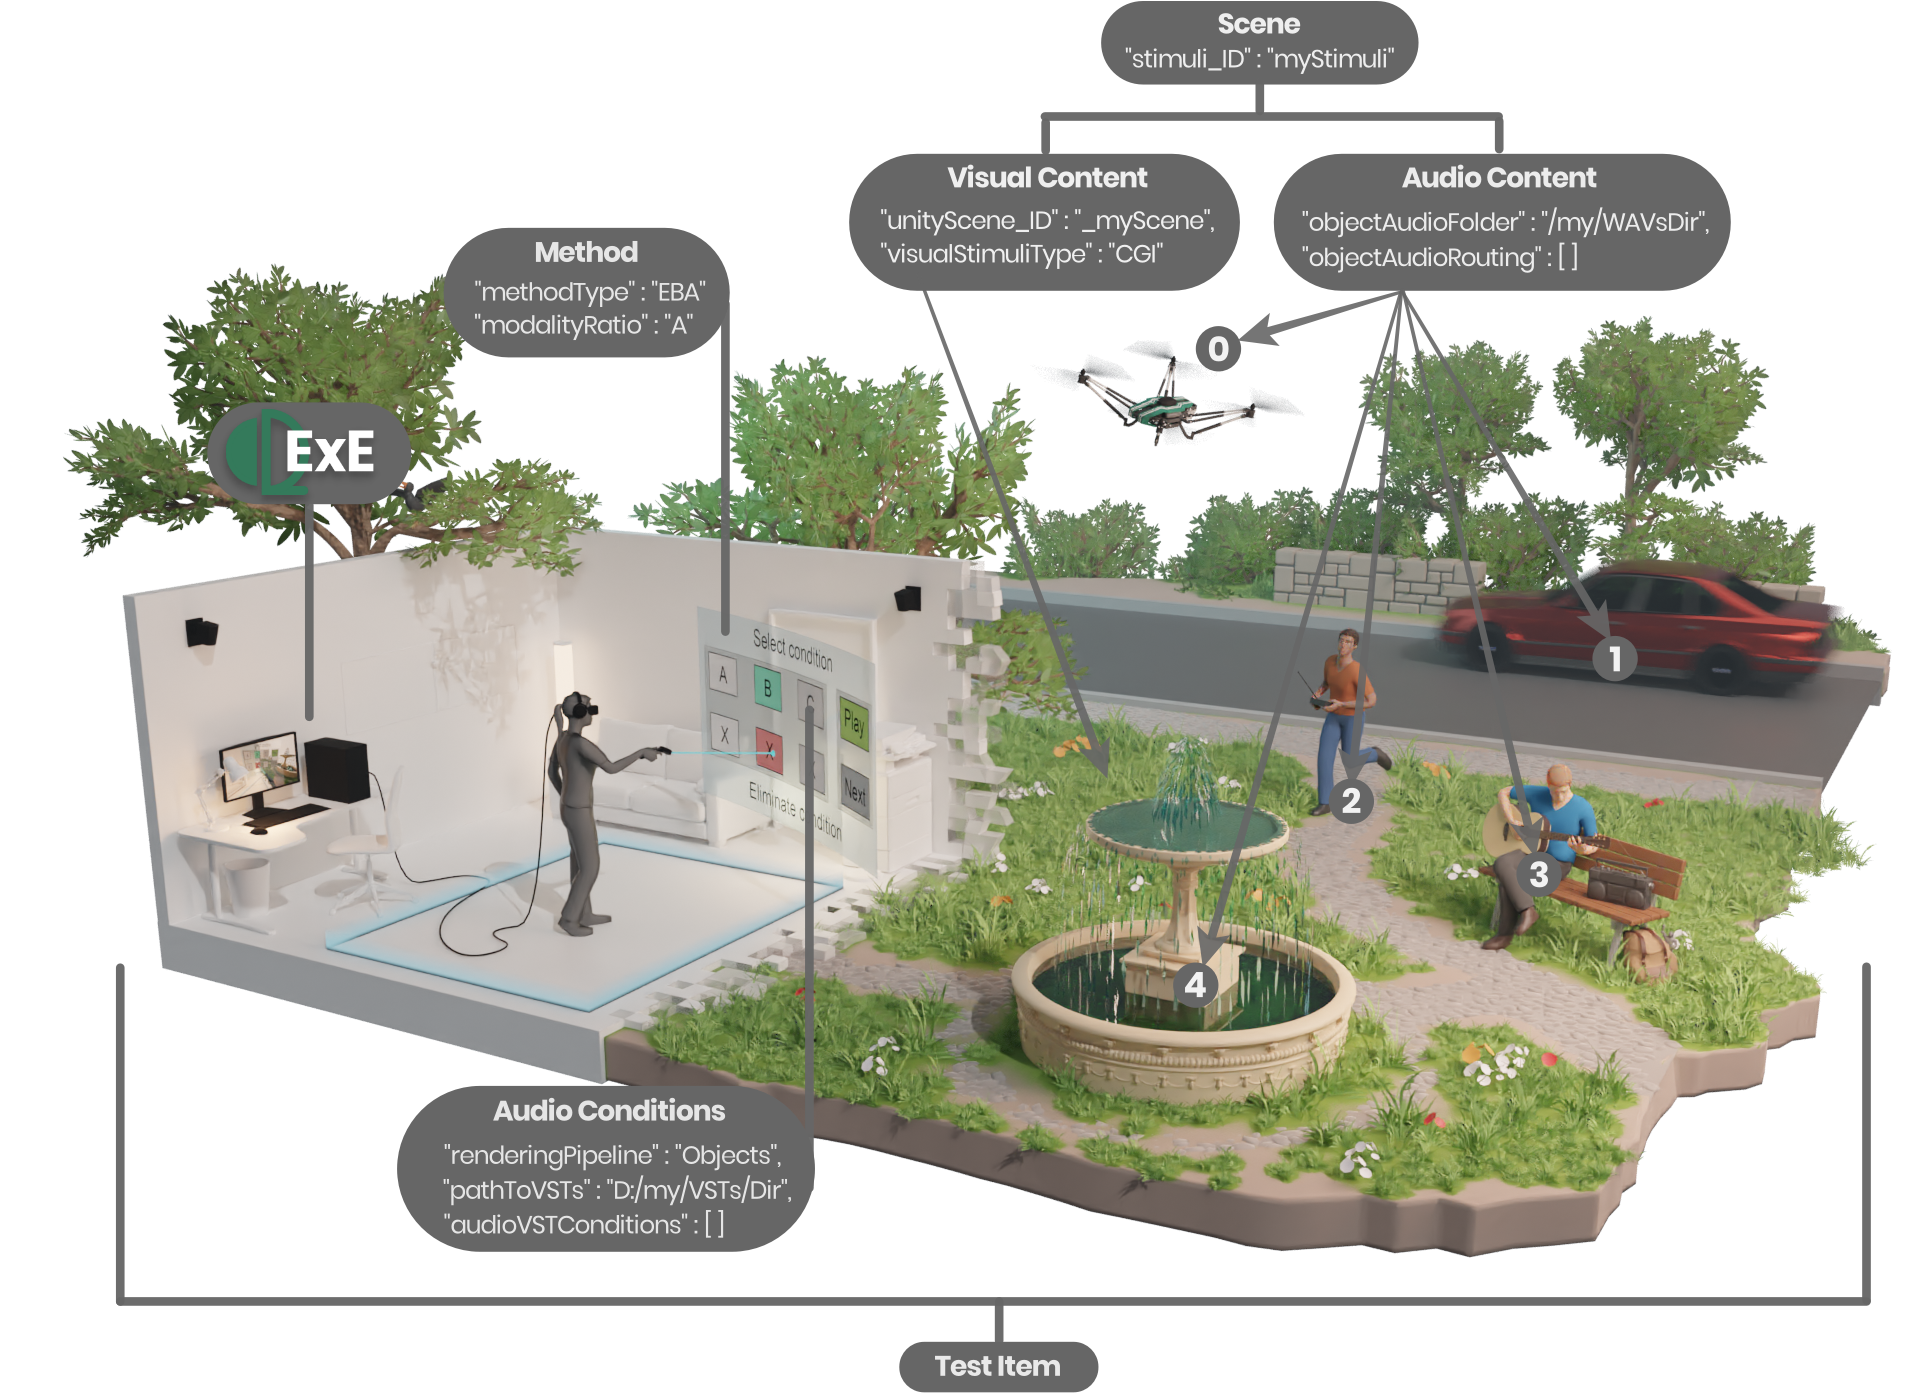 Scene
"stimuli_ID" : "myStimuli"
Visual Content
"unityScene_ID" : "_myScene",
"visualStimuliType" : "CGI"
Audio Content
"objectAudioFolder" : "/my/WAVsDir",
"objectAudioRouting" : [ ]
Method
"methodType" : "EBA"
"modalityRatio" : "A"
0
ExE
Select condition
A
B
C
Play
X
X
Next
Eliminate condition
1
2
3
4
Audio Conditions
"renderingPipeline" : "Objects",
"pathToVSTs" : "D:/my/VSTs/Dir",
"audioVSTConditions" : [ ]
Test Item